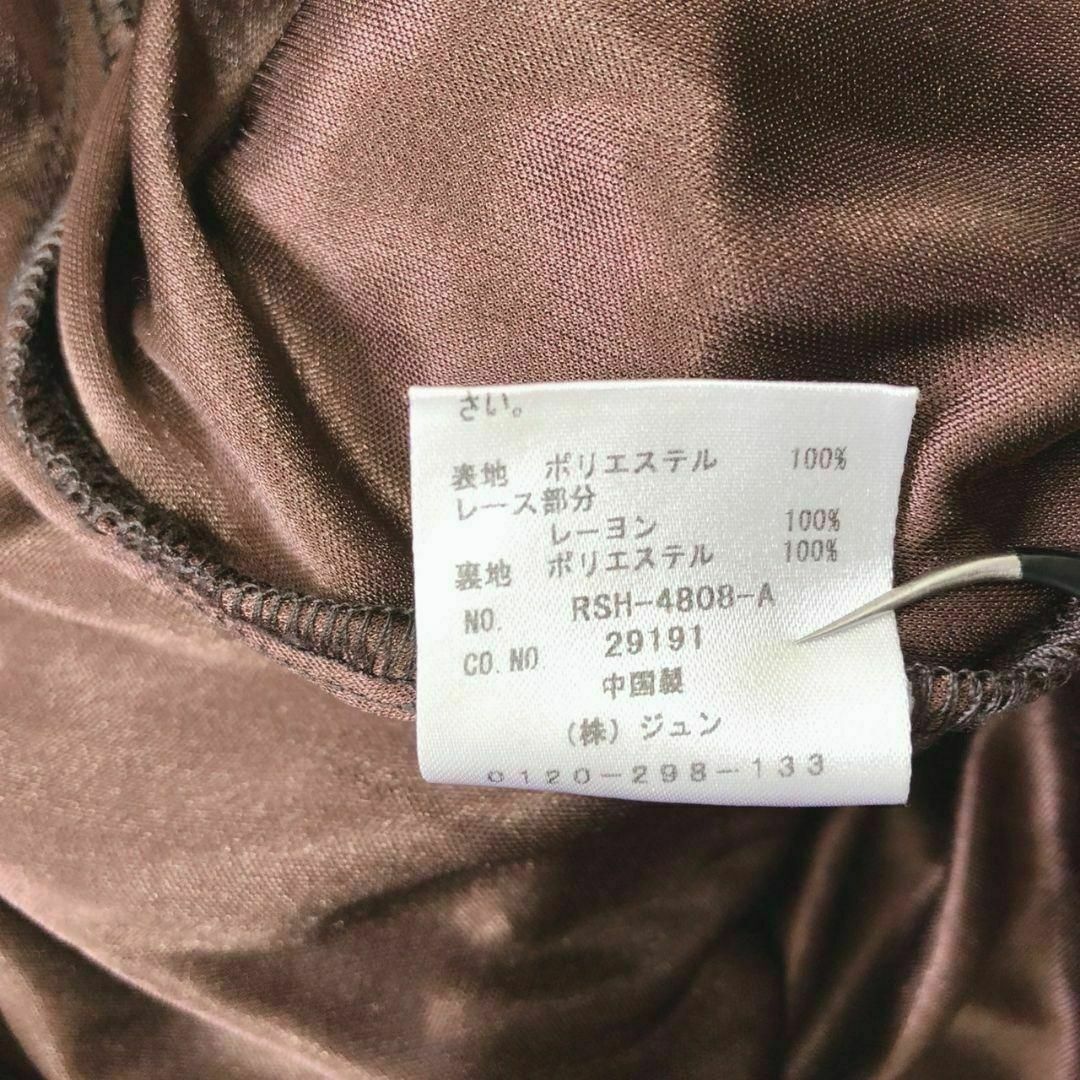 さい。
表地 ポリエステル 100%
レース部分
レーヨン 100%
裏地 ポリエステル 100%
NO. RSH-4808-A
CO.NO 29191
中国製
(株)ジュン
0120-298-133